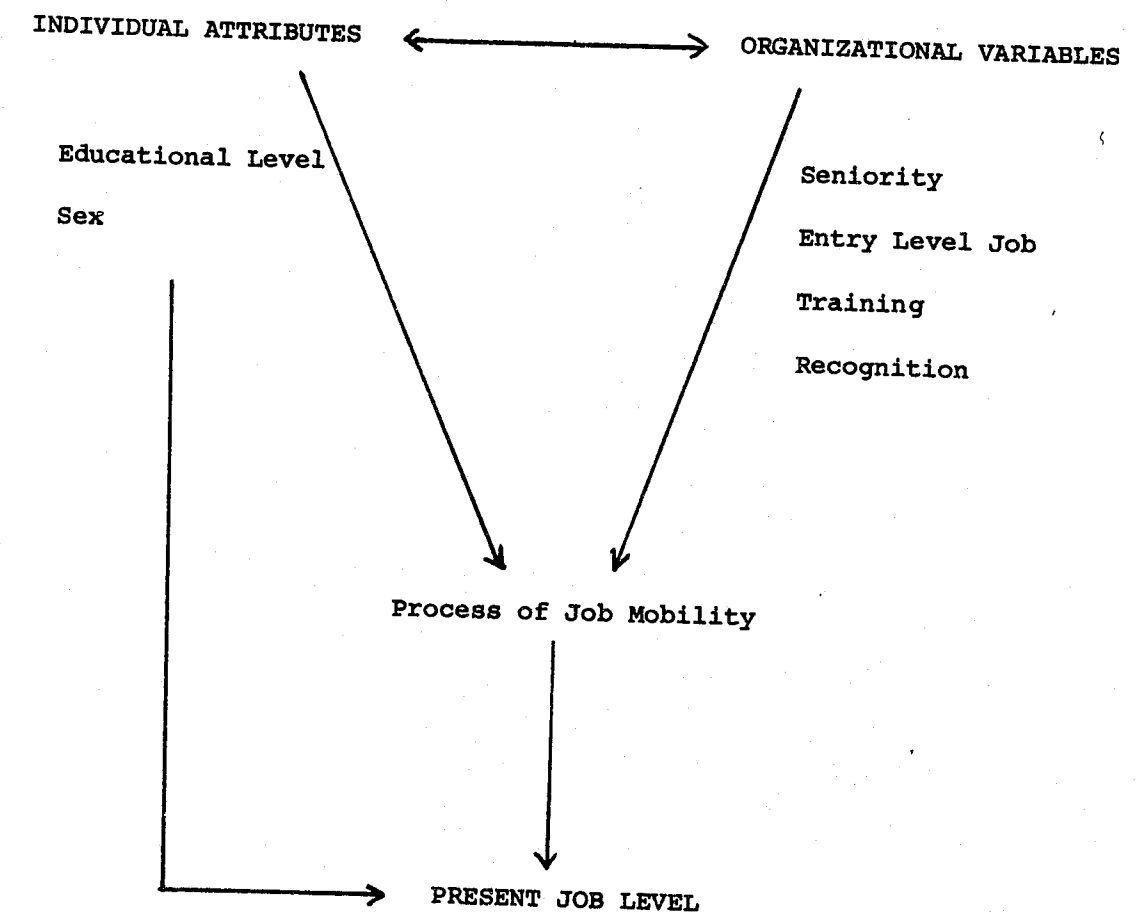 INDIVIDUAL ATTRIBUTES
ORGANIZATIONAL VARIABLES
Educational Level
Sex
Seniority
Entry Level Job
Training
Recognition
Process of Job Mobility
PRESENT JOB LEVEL